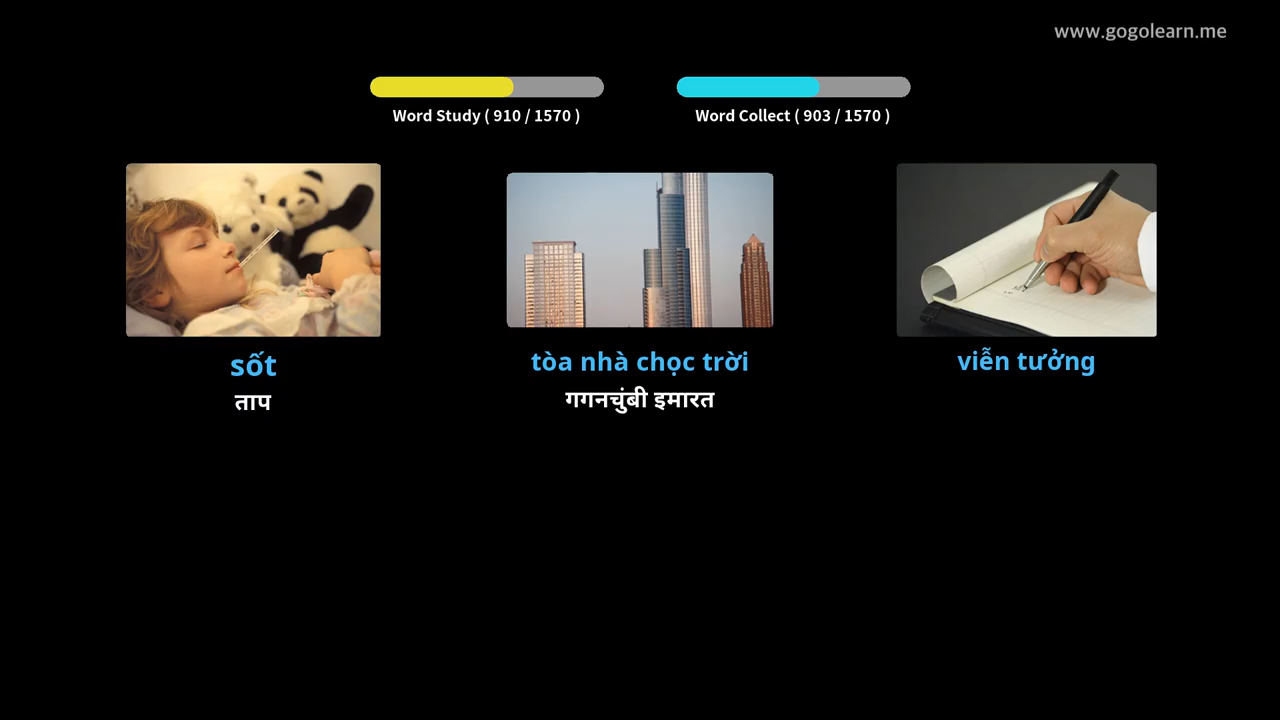 www.gogolearn.me
Word Study ( 910 / 1570 )
Word Collect ( 903 / 1570 )
sốt
ताप
tòa nhà chọc trời
गगनचुंबी इमारत
viễn tưởng